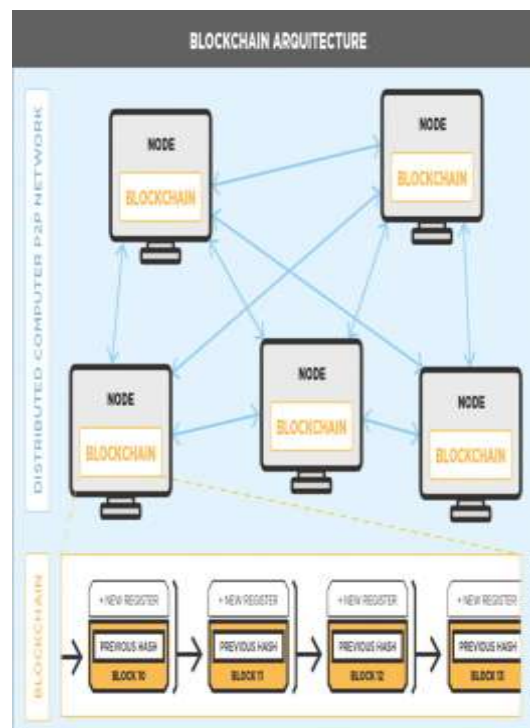 BLOCKCHAIN ARQUITECTURE
DISTRIBUTED COMPUTER P2P NETWORK
NODE
BLOCKCHAIN
NODE
BLOCKCHAIN
NODE
BLOCKCHAIN
NODE
BLOCKCHAIN
NODE
BLOCKCHAIN
BLOCKCHAIN
+ NEW REGISTER
PREVIOUS HASH
BLOCK 10
+ NEW REGISTER
PREVIOUS HASH
BLOCK 11
+ NEW REGISTER
PREVIOUS HASH
BLOCK 12
+ NEW REGISTER
PREVIOUS HASH
BLOCK 13